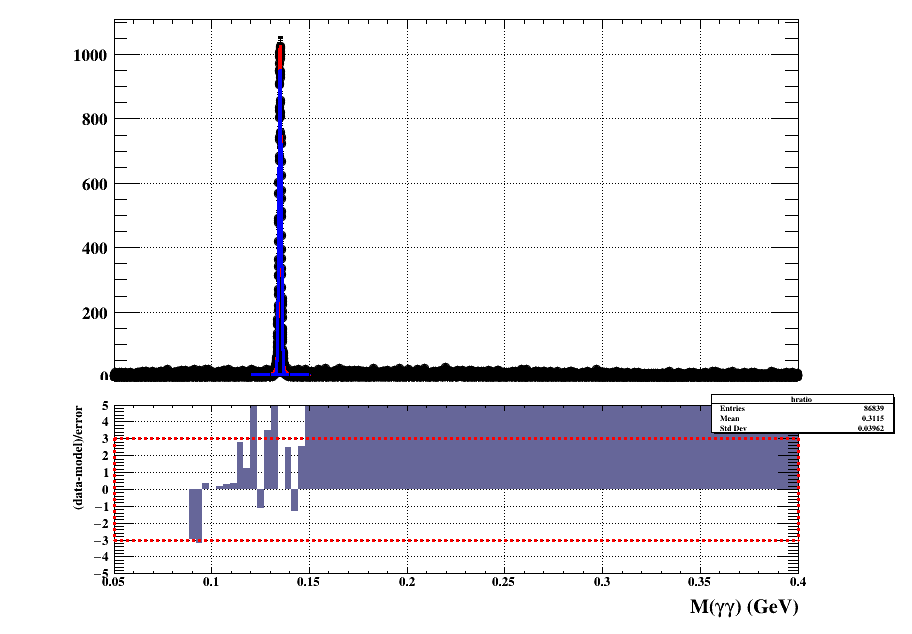 1000
800
600
400
200
0
hratio
Entries 86839
Mean 0.3115
Std Dev 0.03962
(data-model)/error
5
4
3
2
1
0
−1
−2
−3
−4
−5
0.05 0.1 0.15 0.2 0.25 0.3 0.35 0.4
M(γγ) (GeV)